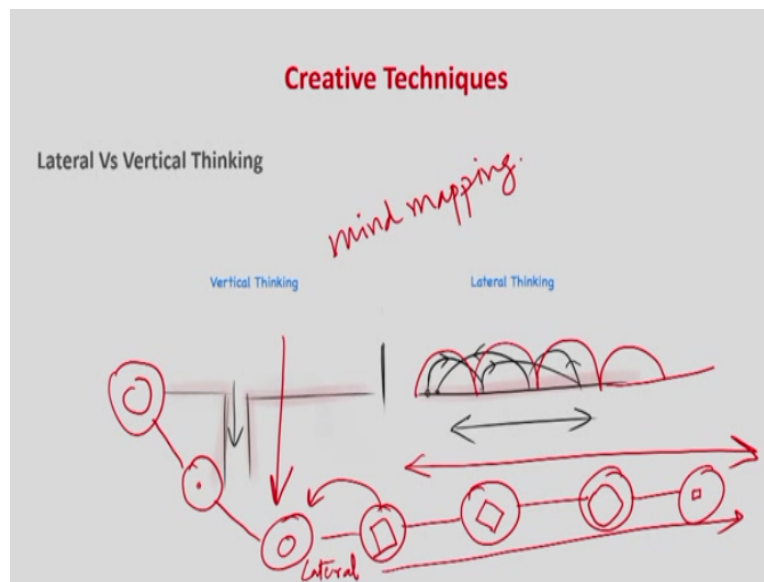 Creative Techniques
Lateral Vs Vertical Thinking
mind mapping.
Vertical Thinking
Lateral Thinking
Lateral